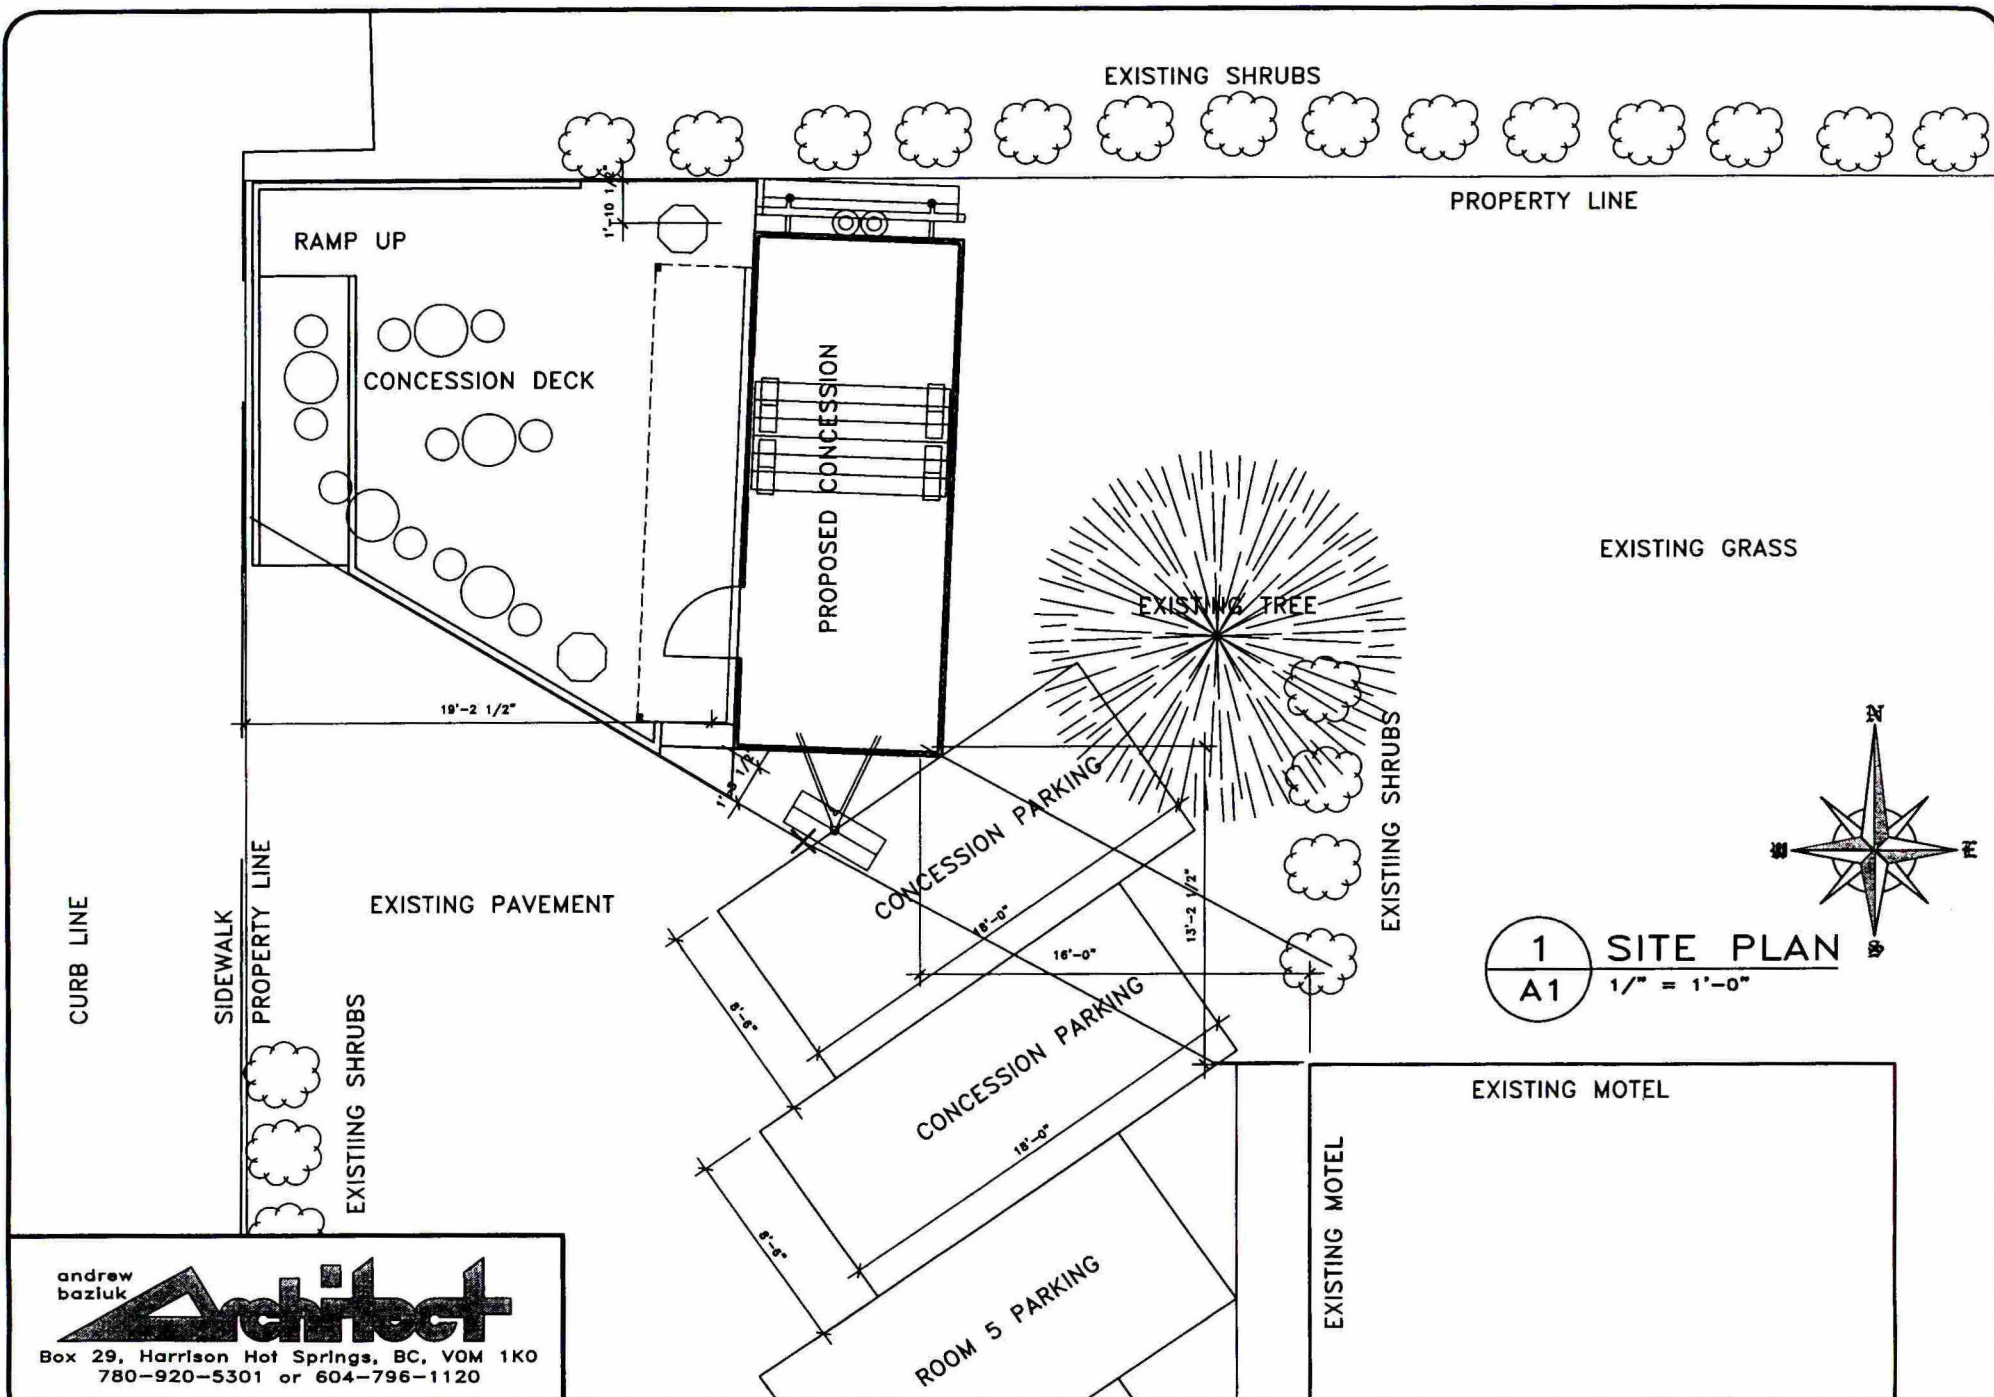 EXISTING SHRUBS
PROPERTY LINE
1'-10 1/2"
RAMP UP
CONCESSION DECK
PROPOSED CONCESSION
EXISTING GRASS
EXISTING TREE
19'-2 1/2"
EXISTIING SHRUBS
CONCESSION PARKING
18'-0"
13'-2 1/2"
16'-0"
8'-6"
N
W
E
S
EXISTING PAVEMENT
CURB LINE
SIDEWALK
PROPERTY LINE
EXISTIING SHRUBS
1
A1
SITE PLAN
1/" = 1'-0"
CONCESSION PARKING
18'-0"
8'-6"
EXISTING MOTEL
EXISTING MOTEL
ROOM 5 PARKING
andrew
baziuk
Architect
Box 29, Harrison Hot Springs, BC, V0M 1K0
780-920-5301 or 604-796-1120